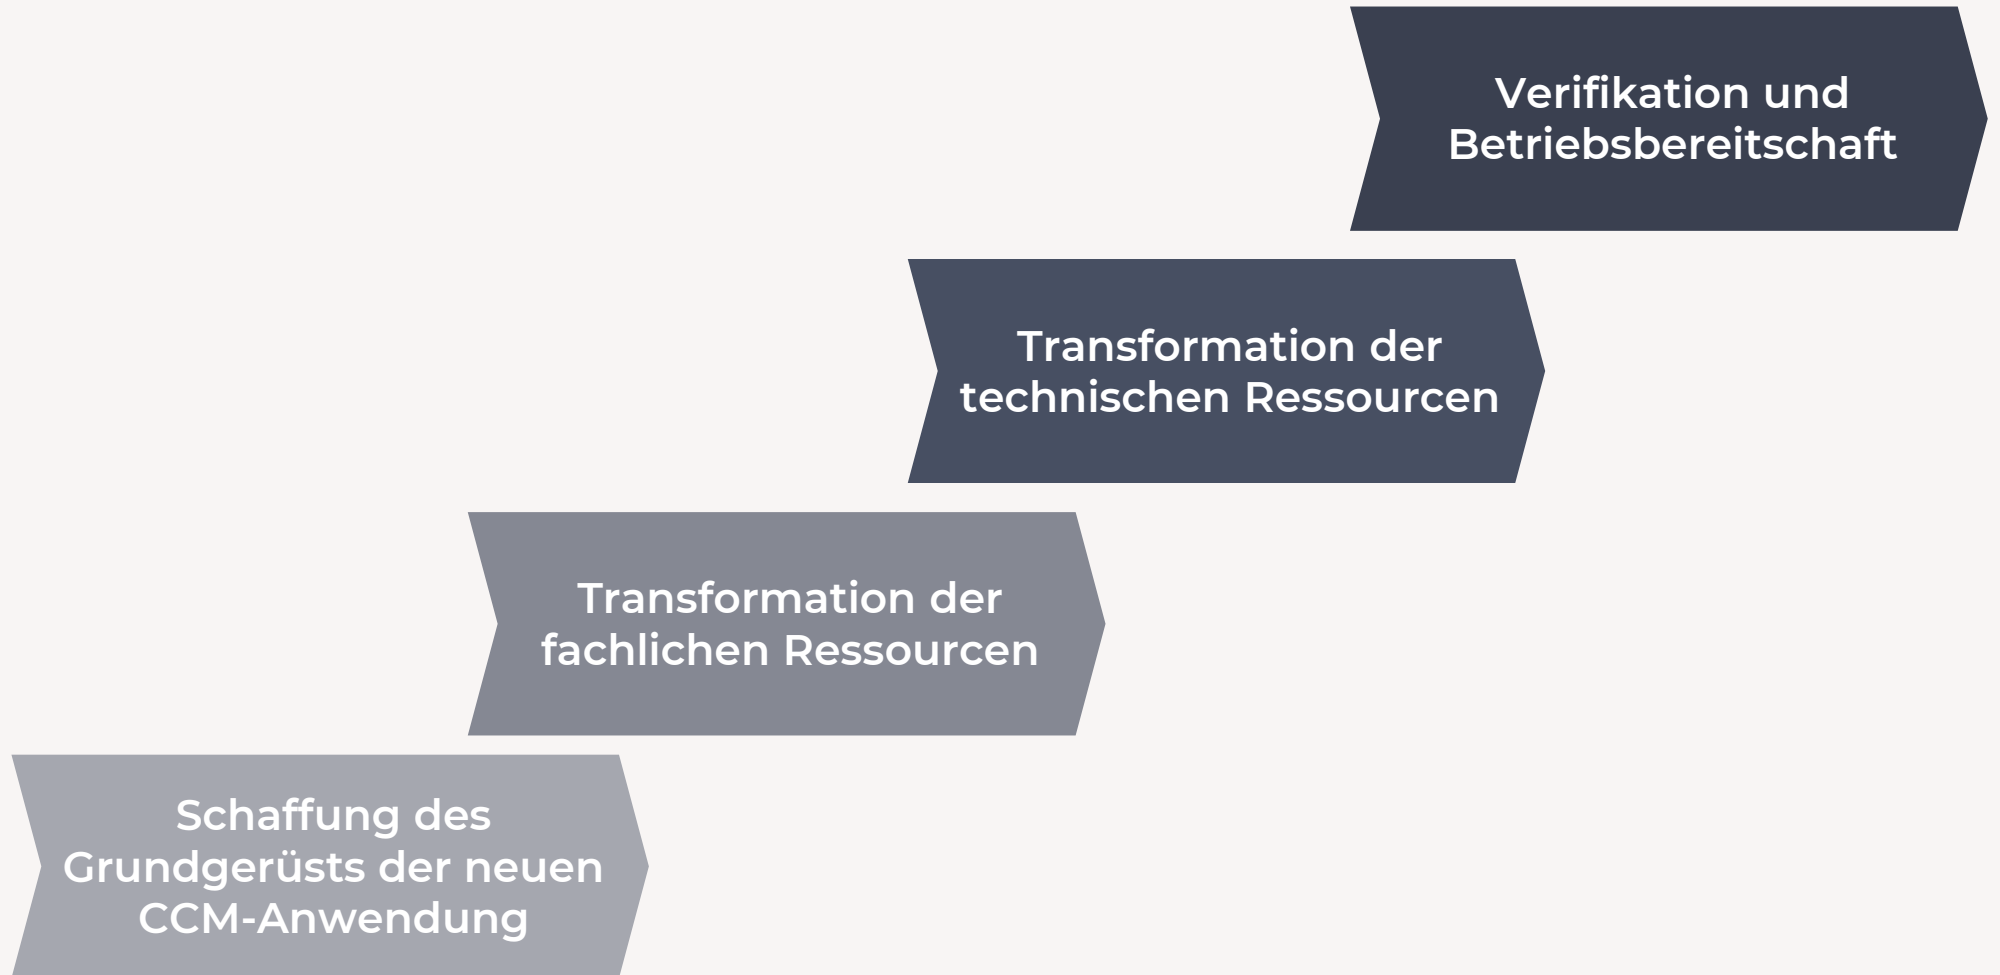 Verifikation und
Betriebsbereitschaft
Transformation der
technischen Ressourcen
Transformation der
fachlichen Ressourcen
Schaffung des
Grundgerüsts der neuen
CCM-Anwendung